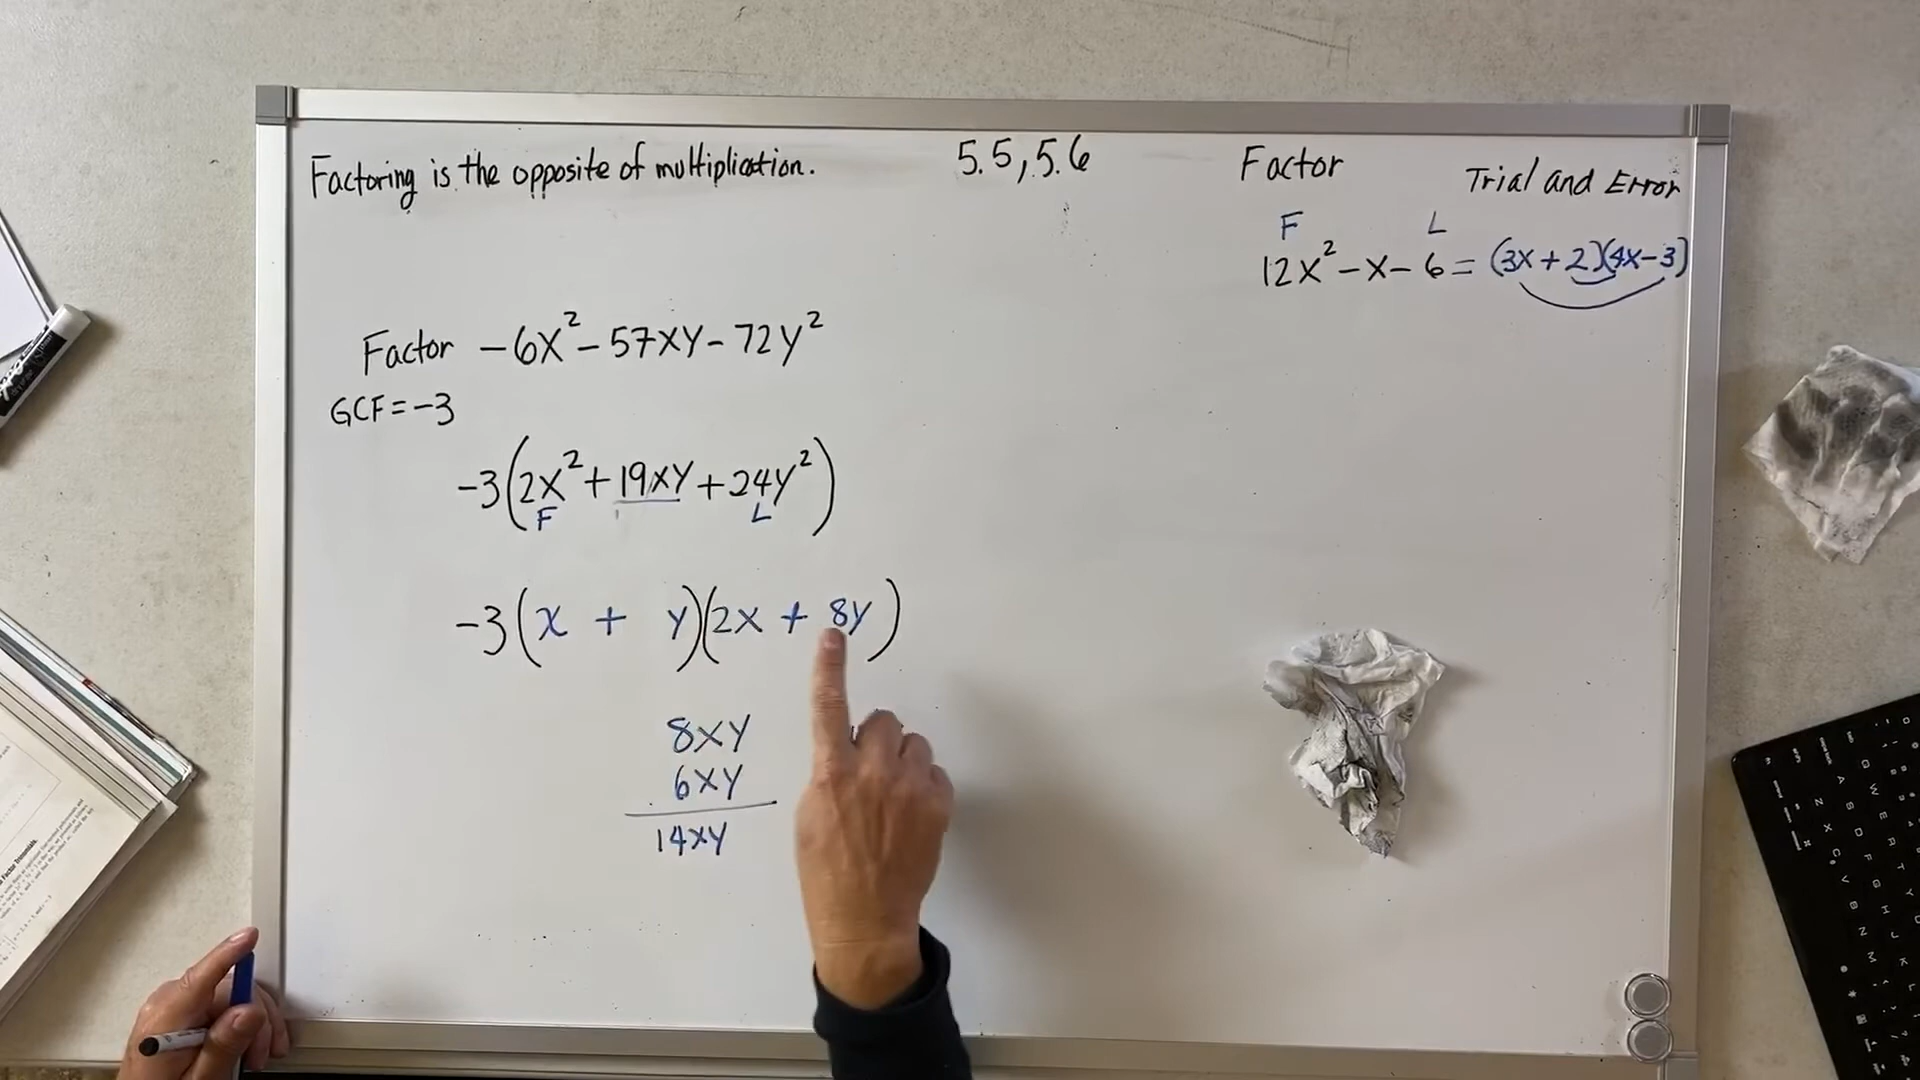 Factoring is the opposite of multiplication.
5.5, 5.6
Factor
Trial and Error
F L
12x² - x - 6 = (3x + 2)(4x - 3)
Factor -6x² - 57xy - 72y²
GCF = -3
-3(2x² + 19xy + 24y²)
F L
-3(x + y)(2x + 8y)
8xy
6xy
14xy